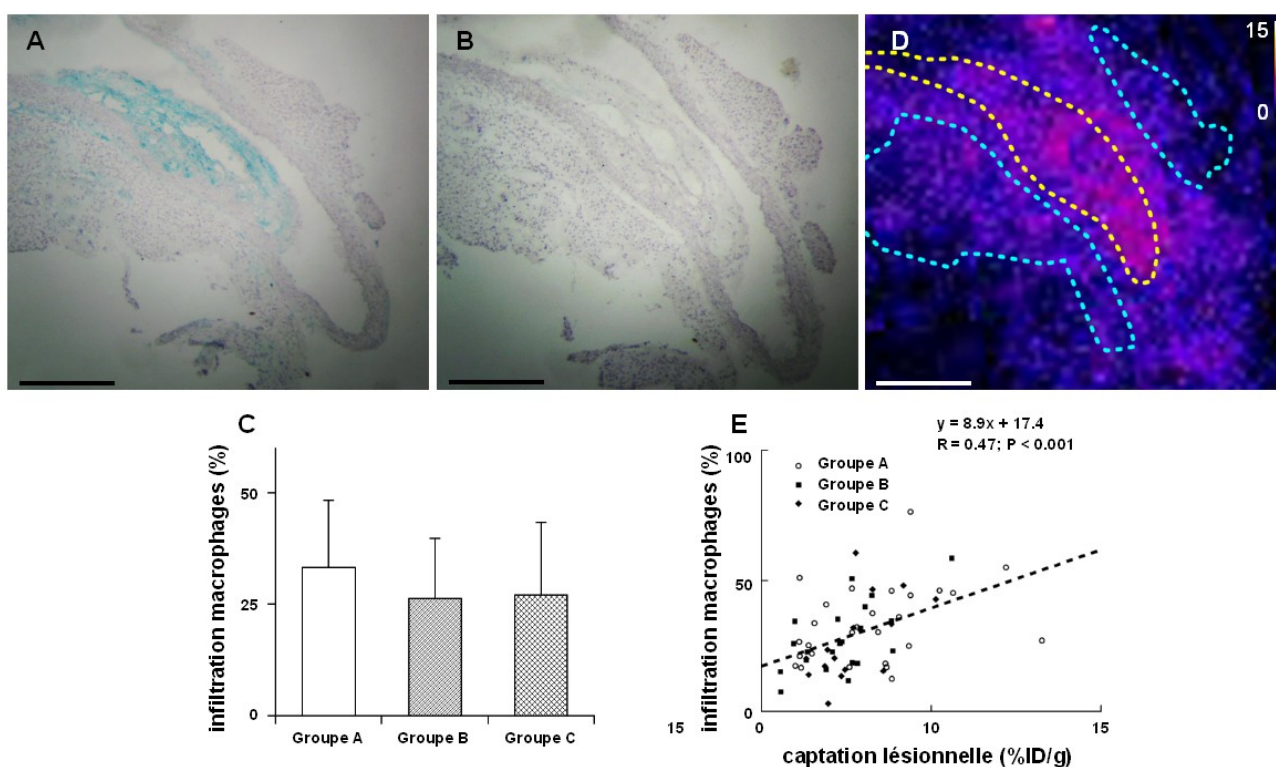 A
B
D
15
0
C
infiltration macrophages (%)
50
25
0
Groupe A
Groupe B
Groupe C
E
y = 8.9x + 17.4
R = 0.47; P < 0.001
infiltration macrophages (%)
100
50
0
Groupe A
Groupe B
Groupe C
15
0
10
15
captation lésionnelle (%ID/g)